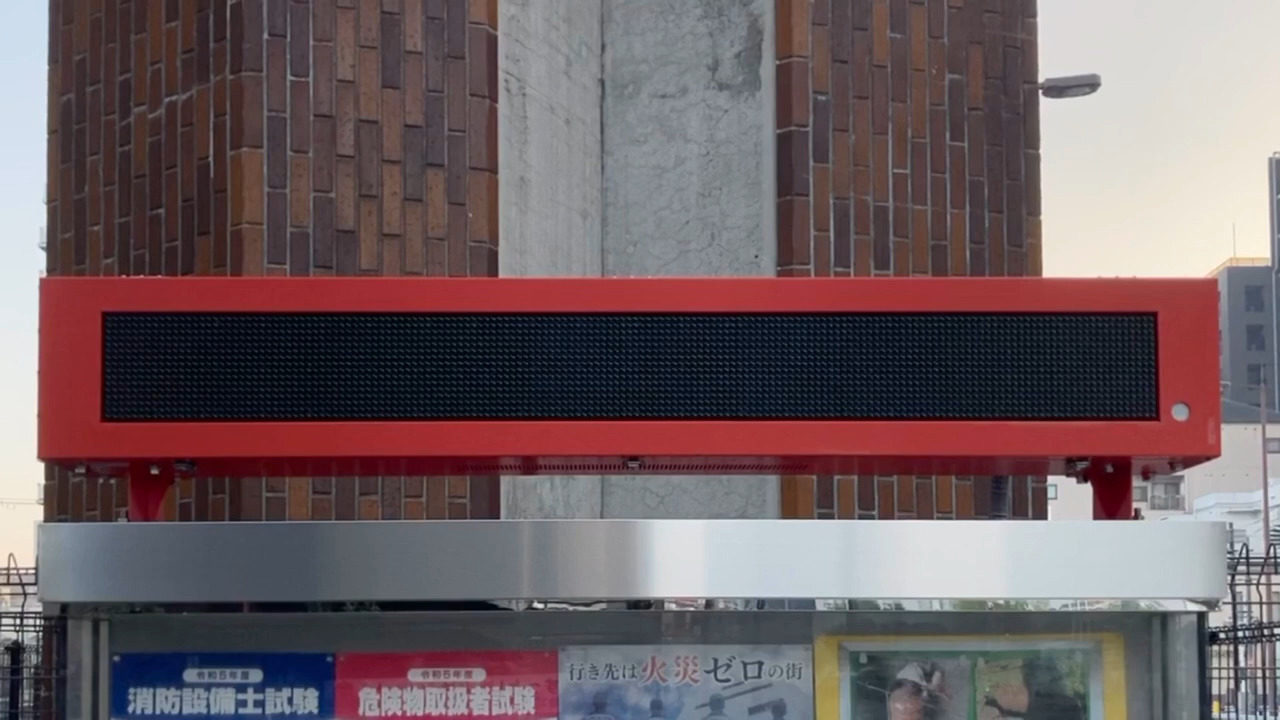 令和5年度
消防設備士試験
令和5年度
危険物取扱者試験
行き先は火災ゼロの街